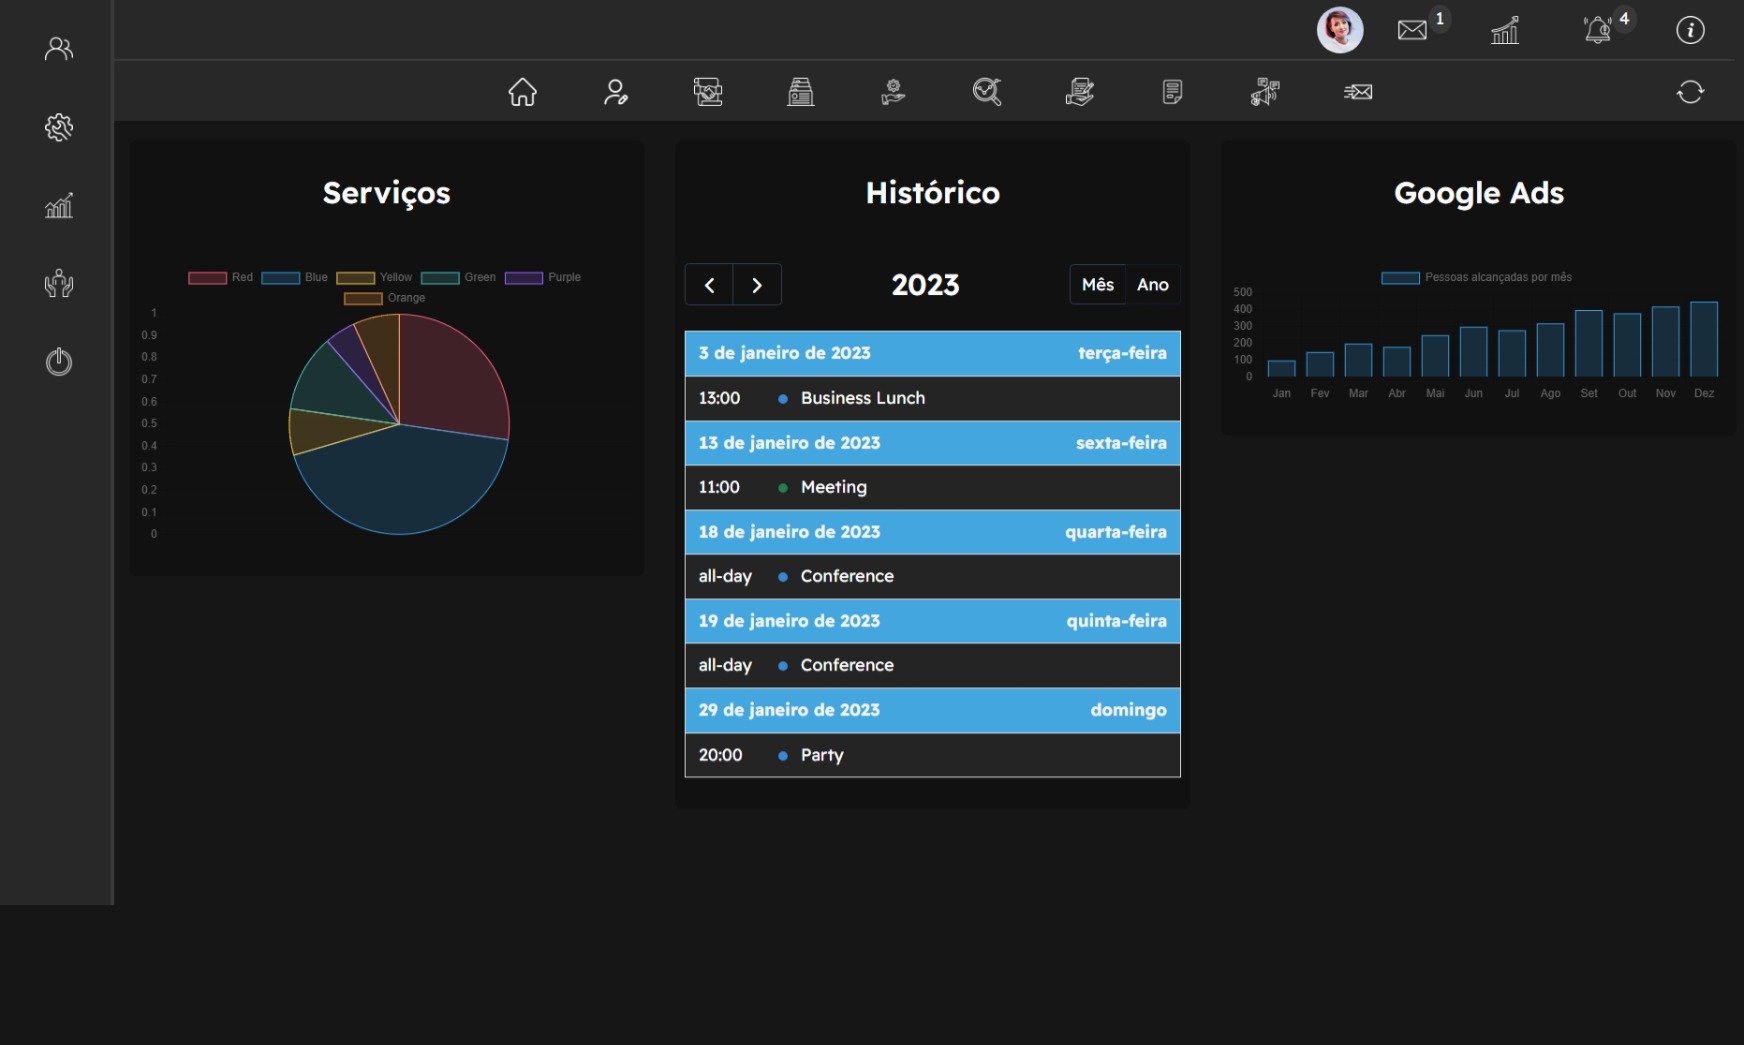 1
4
Serviços
Red Blue Yellow Green Purple
Orange
1
0.9
0.8
0.7
0.6
0.5
0.4
0.3
0.2
0.1
0
Histórico
2023
Mês Ano
3 de janeiro de 2023 terça-feira
13:00 Business Lunch
13 de janeiro de 2023 sexta-feira
11:00 Meeting
18 de janeiro de 2023 quarta-feira
all-day Conference
19 de janeiro de 2023 quinta-feira
all-day Conference
29 de janeiro de 2023 domingo
20:00 Party
Google Ads
Pessoas alcançadas por mês
500
400
300
200
100
0
Jan Fev Mar Abr Mai Jun Jul Ago Set Out Nov Dez